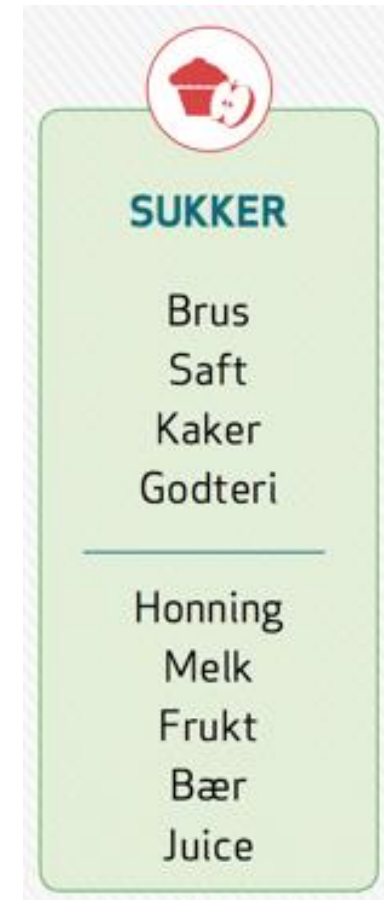 SUKKER
Brus
Saft
Kaker
Godteri
Honning
Melk
Frukt
Bær
Juice